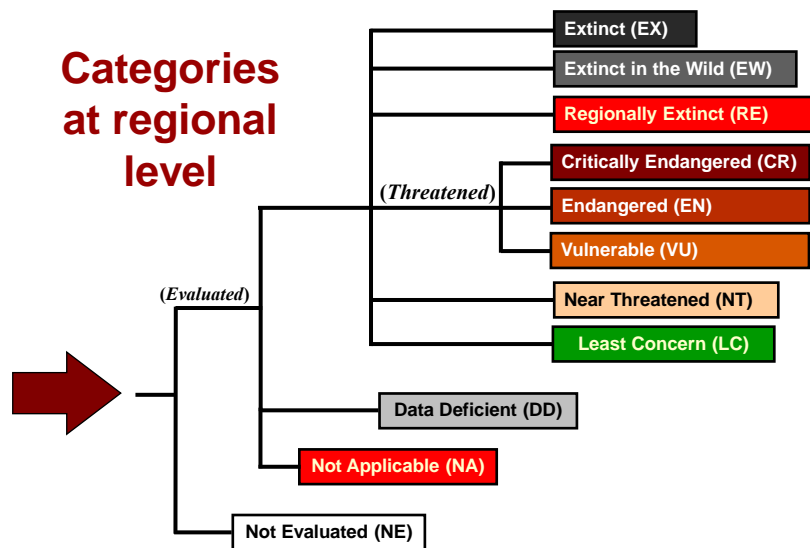 Categories
at regional
level
Extinct (EX)
Extinct in the Wild (EW)
Regionally Extinct (RE)
Critically Endangered (CR)
(Threatened)
Endangered (EN)
Vulnerable (VU)
(Evaluated)
Near Threatened (NT)
Least Concern (LC)
Data Deficient (DD)
Not Applicable (NA)
Not Evaluated (NE)